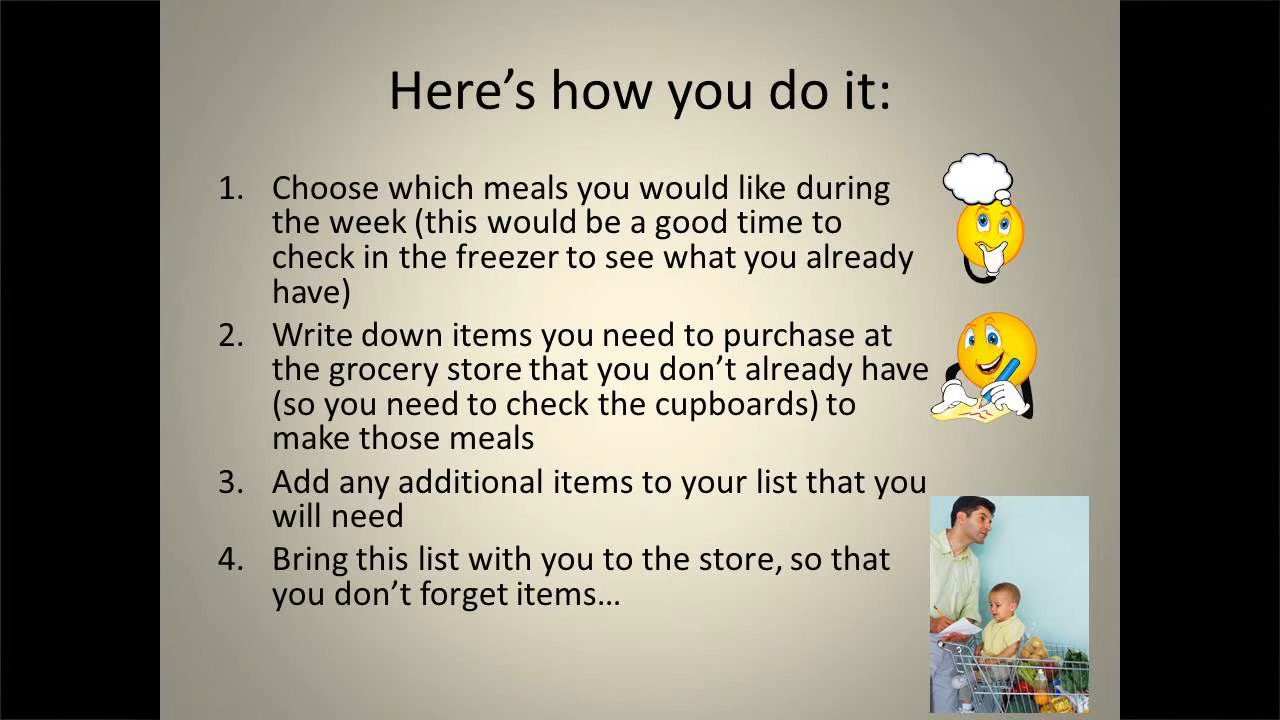 Here’s how you do it:
1. Choose which meals you would like during
the week (this would be a good time to
check in the freezer to see what you already
have)
2. Write down items you need to purchase at
the grocery store that you don’t already have
(so you need to check the cupboards) to
make those meals
3. Add any additional items to your list that you
will need
4. Bring this list with you to the store, so that
you don’t forget items…